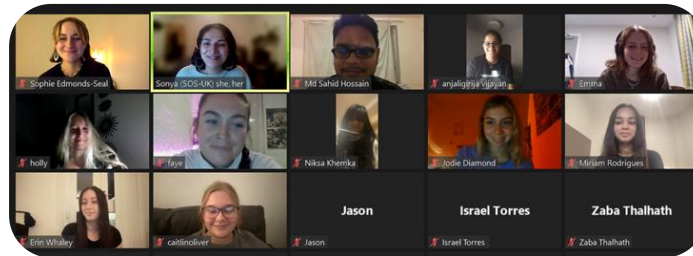 Sophie Edmonds-Seal
Sonya (SOS-UK) she, her
Md Sahid Hossain
anjaligirija vijayan
Emma
holly
faye
Niksa Khemka
Jodie Diamond
Miriam Rodrigues
Erin Whaley
caitlinoliver
Jason
Jason
Israel Torres
Israel Torres
Zaba Thalhath
Zaba Thalhath